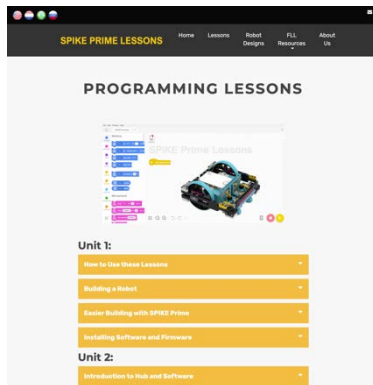 SPIKE PRIME LESSONS
Home
Lessons
Robot Designs
FLL Resources
About Us
PROGRAMMING LESSONS
SPIKE Prime Lessons
Unit 1:
How to Use these Lessons
Building a Robot
Easier Building with SPIKE Prime
Installing Software and Firmware
Unit 2:
Introduction to Hub and Software